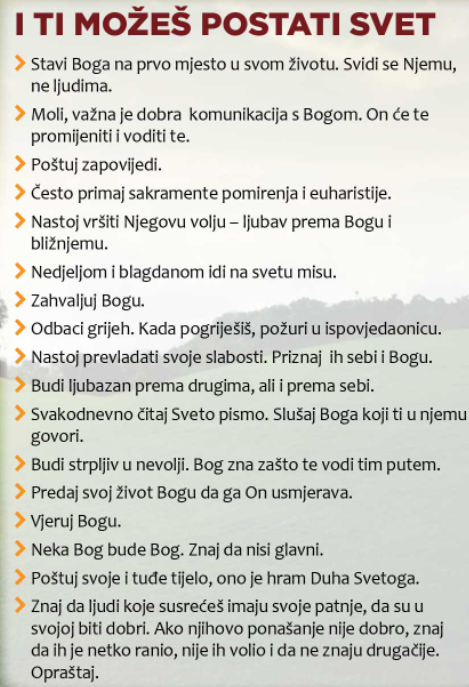 I TI MOŽEŠ POSTATI SVET
Stavi Boga na prvo mjesto u svom životu. Svidi se Njemu,
ne ljudima.
Moli, važna je dobra komunikacija s Bogom. On će te
promijeniti i voditi te.
Poštuj zapovijedi.
Često primaj sakramente pomirenja i euharistije.
Nastoj vršiti Njegovu volju – ljubav prema Bogu i
bližnjemu.
Nedjeljom i blagdanom idi na svetu misu.
Zahvaljuj Bogu.
Odbaci grijeh. Kada pogriješiš, požuri u ispovjedaonicu.
Nastoj prevladati svoje slabosti. Priznaj ih sebi i Bogu.
Budi ljubazan prema drugima, ali i prema sebi.
Svakodnevno čitaj Sveto pismo. Slušaj Boga koji ti u njemu
govori.
Budi strpljiv u nevolji. Bog zna zašto te vodi tim putem.
Predaj svoj život Bogu da ga On usmjerava.
Vjeruj Bogu.
Neka Bog bude Bog. Znaj da nisi glavni.
Poštuj svoje i tuđe tijelo, ono je hram Duha Svetoga.
Znaj da ljudi koje susrećeš imaju svoje patnje, da su u
svojoj biti dobri. Ako njihovo ponašanje nije dobro, znaj
da ih je netko ranio, nije ih volio i da ne znaju drugačije.
Opraštaj.